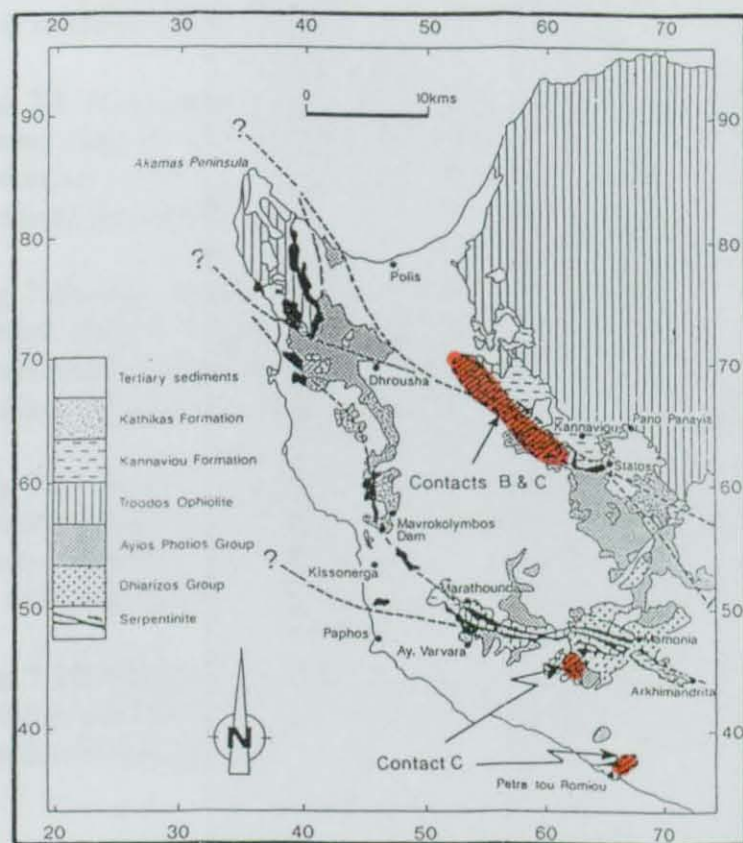 20 30 40 50 60 70
90
80
70
60
50
40
90
80
70
60
50
40
0 10kms
?
Akamas Peninsula
?
Polis
Dhrousha
Tertiary sediments
Kathikas Formation
Kannaviou Formation
Troodos Ophiolite
Ayios Photios Group
Dhiarizos Group
Serpentinite
Kannaviou
Pano Panayia
Statos
Contacts B & C
Mavrokolymbos
Dam
?
Kissonerga
Marathounda
Paphos
Ay. Varvara
Mamonia
Arkhimandrita
N
Contact C
Petra tou Romiou
20 30 40 50 60 70